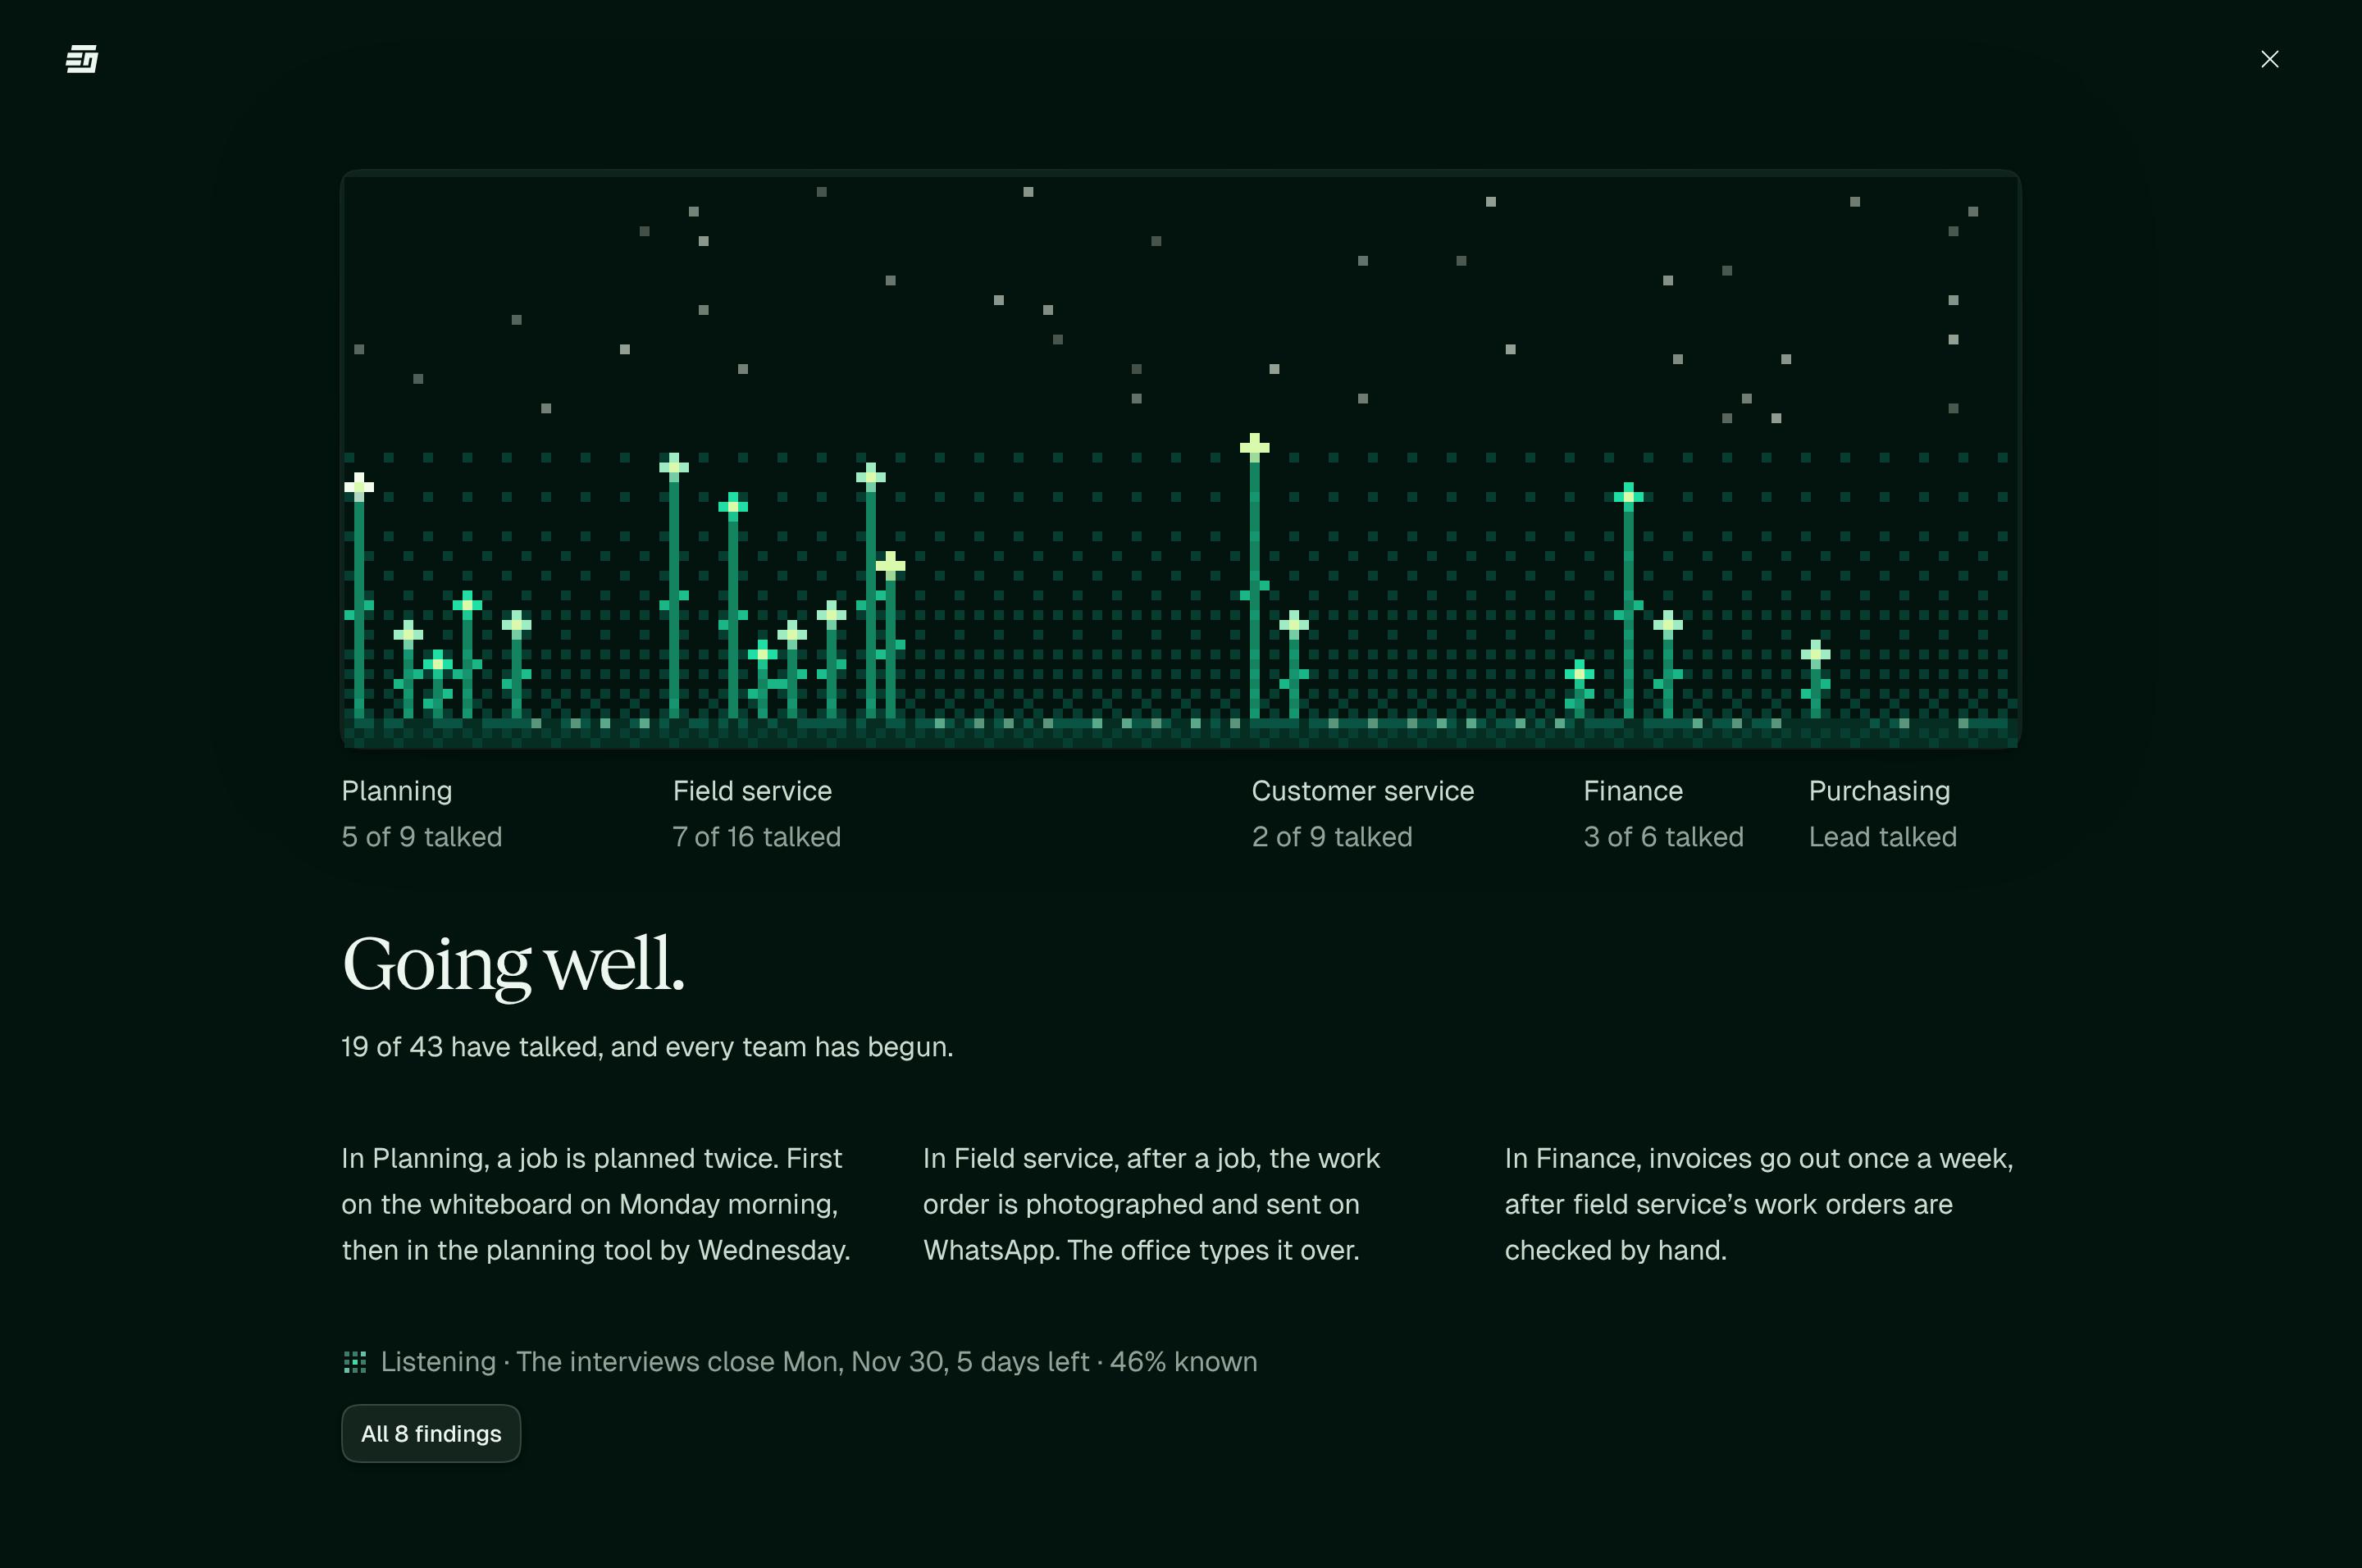 Planning
5 of 9 talked
Field service
7 of 16 talked
Customer service
2 of 9 talked
Finance
3 of 6 talked
Purchasing
Lead talked
Going well.
19 of 43 have talked, and every team has begun.
In Planning, a job is planned twice. First
on the whiteboard on Monday morning,
then in the planning tool by Wednesday.
In Field service, after a job, the work
order is photographed and sent on
WhatsApp. The office types it over.
In Finance, invoices go out once a week,
after field service’s work orders are
checked by hand.
Listening · The interviews close Mon, Nov 30, 5 days left · 46% known
All 8 findings